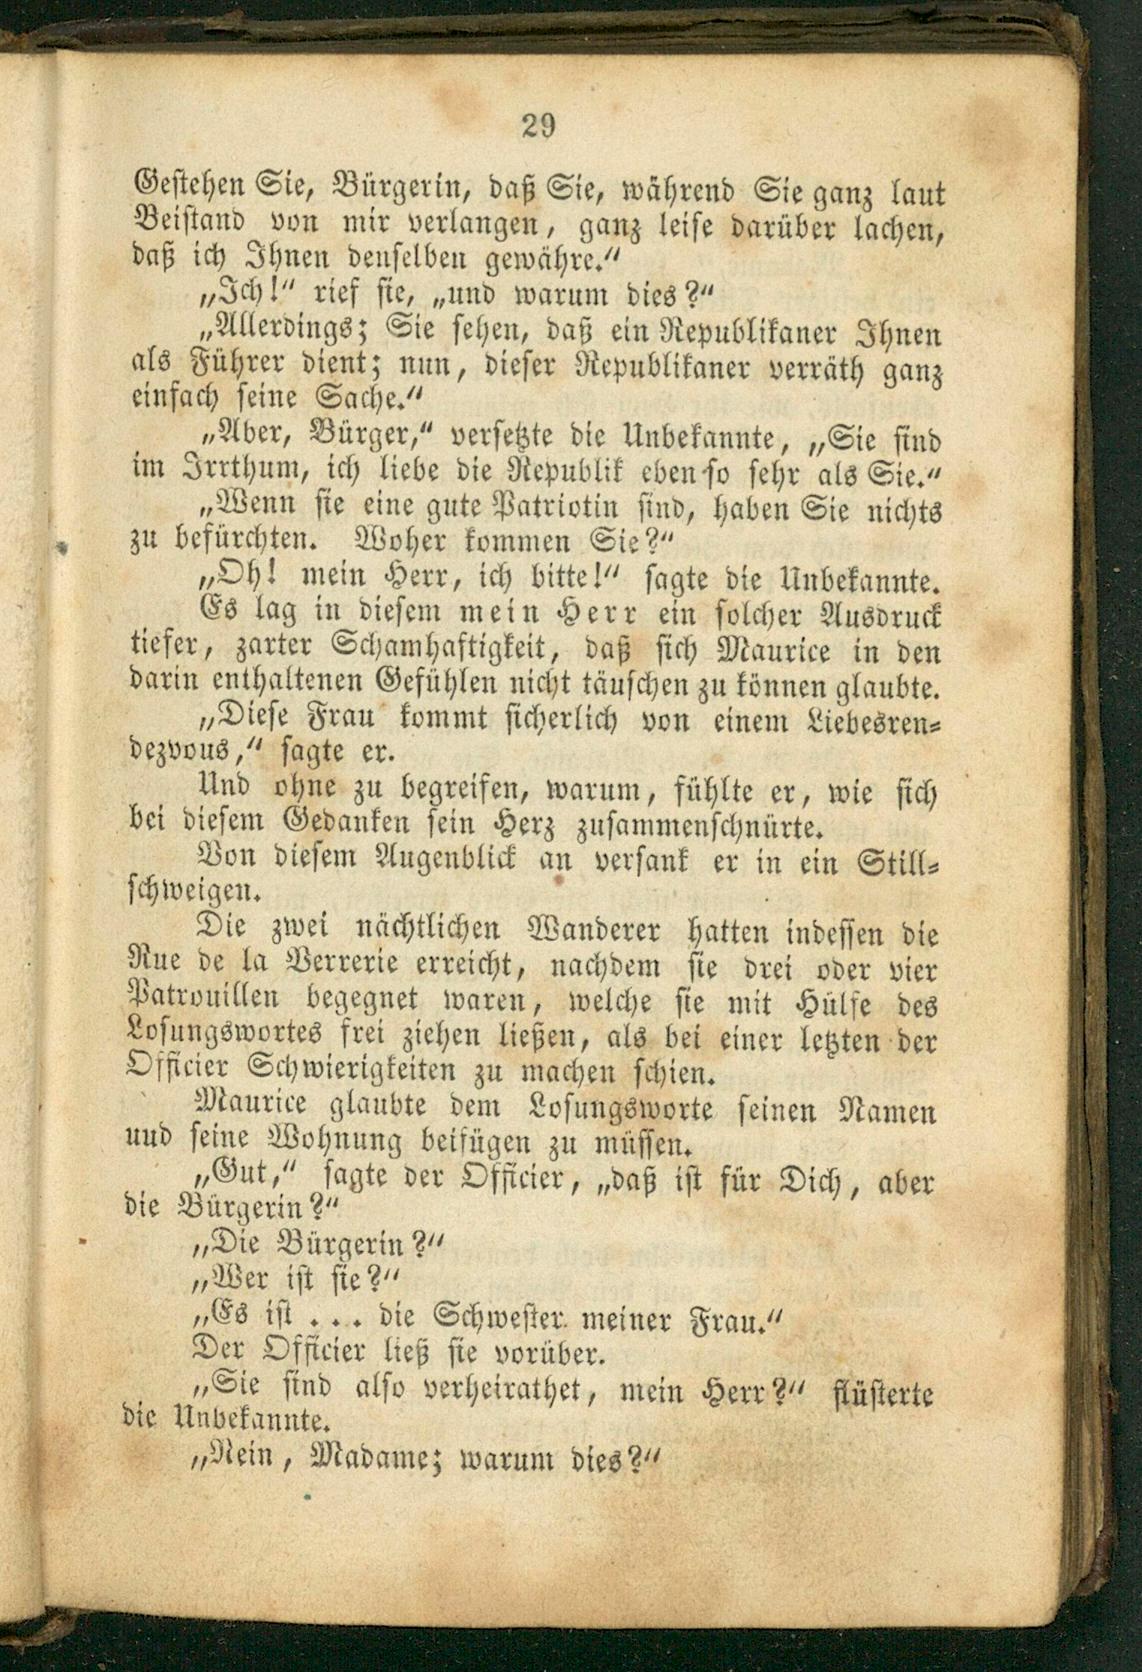 29
Gestehen Sie, Bürgerin, daß Sie, während Sie ganz laut
Beistand von mir verlangen, ganz leise darüber lachen,
daß ich Ihnen denselben gewähre.“
„Ich!“ rief sie, „und warum dies?“
„Allerdings; Sie sehen, daß ein Republikaner Ihnen
als Führer dient; nun, dieser Republikaner verräth ganz
einfach seine Sache.“
„Aber, Bürger,“ versetzte die Unbekannte, „Sie sind
im Irrthum, ich liebe die Republik eben so sehr als Sie.“
„Wenn sie eine gute Patriotin sind, haben Sie nichts
zu befürchten. Woher kommen Sie?“
„Oh! mein Herr, ich bitte!“ sagte die Unbekannte.
Es lag in diesem mein Herr ein solcher Ausdruck
tiefer, zarter Schamhaftigkeit, daß sich Maurice in den
darin enthaltenen Gefühlen nicht täuschen zu können glaubte.
„Diese Frau kommt sicherlich von einem Liebesren-
dezvous,“ sagte er.
Und ohne zu begreifen, warum, fühlte er, wie sich
bei diesem Gedanken sein Herz zusammenschnürte.
Von diesem Augenblick an versank er in ein Still-
schweigen.
Die zwei nächtlichen Wanderer hatten indessen die
Rue de la Verrerie erreicht, nachdem sie drei oder vier
Patrouillen begegnet waren, welche sie mit Hülfe des
Losungswortes frei ziehen ließen, als bei einer letzten der
Officier Schwierigkeiten zu machen schien.
Maurice glaubte dem Losungsworte seinen Namen
und seine Wohnung beifügen zu müssen.
„Gut,“ sagte der Officier, „daß ist für Dich, aber
die Bürgerin?“
„Die Bürgerin?“
„Wer ist sie?“
„Es ist . . . die Schwester meiner Frau.“
Der Officier ließ sie vorüber.
„Sie sind also verheirathet, mein Herr?“ flüsterte
die Unbekannte.
„Nein, Madame; warum dies?“